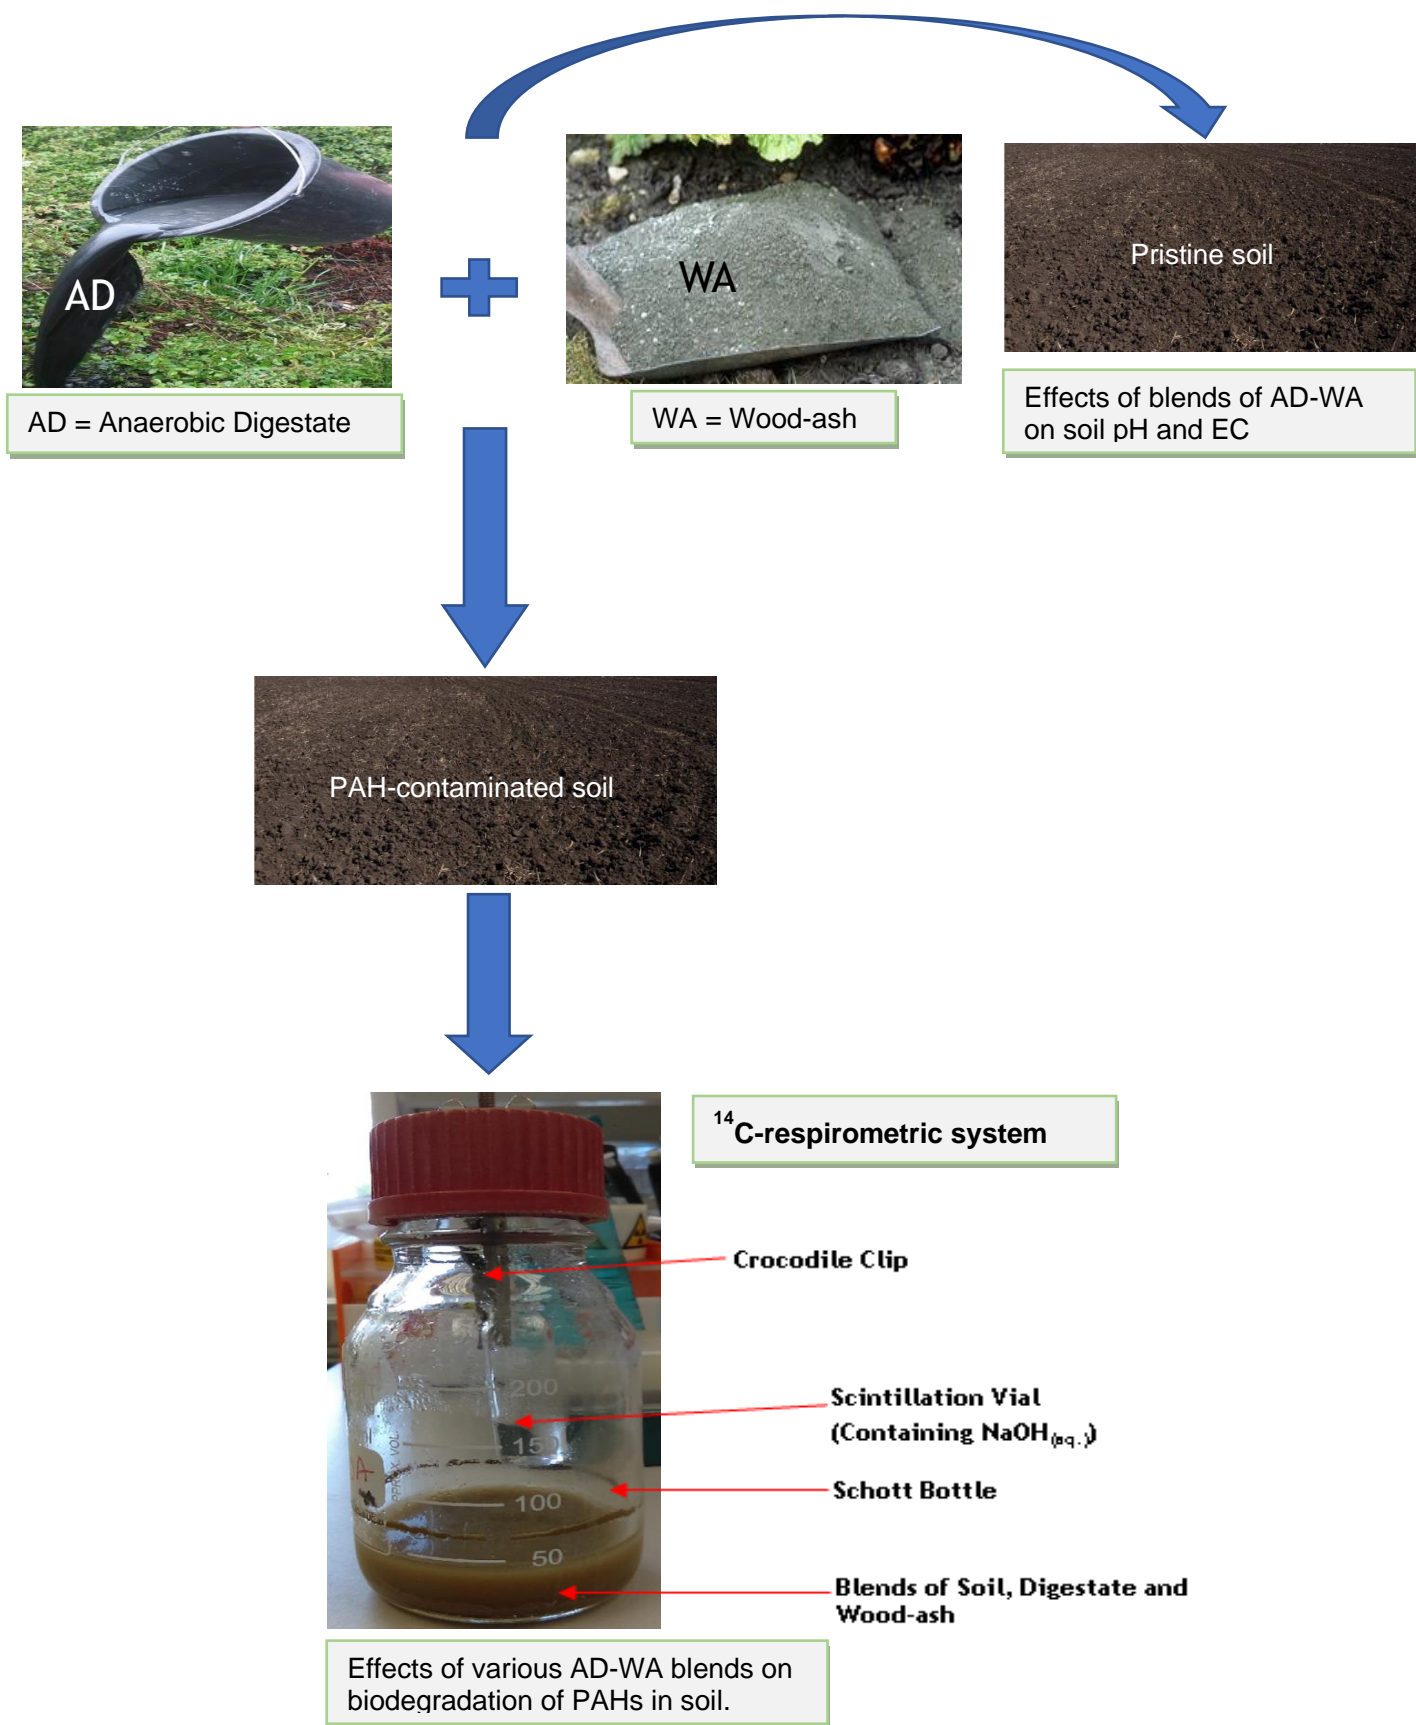 AD
WA
Pristine soil
AD = Anaerobic Digestate
WA = Wood-ash
Effects of blends of AD-WA
on soil pH and EC
PAH-contaminated soil
¹⁴C-respirometric system
Crocodile Clip
Scintillation Vial
(Containing NaOH(aq.))
Schott Bottle
Blends of Soil, Digestate and
Wood-ash
200
150
100
50
Effects of various AD-WA blends on
biodegradation of PAHs in soil.